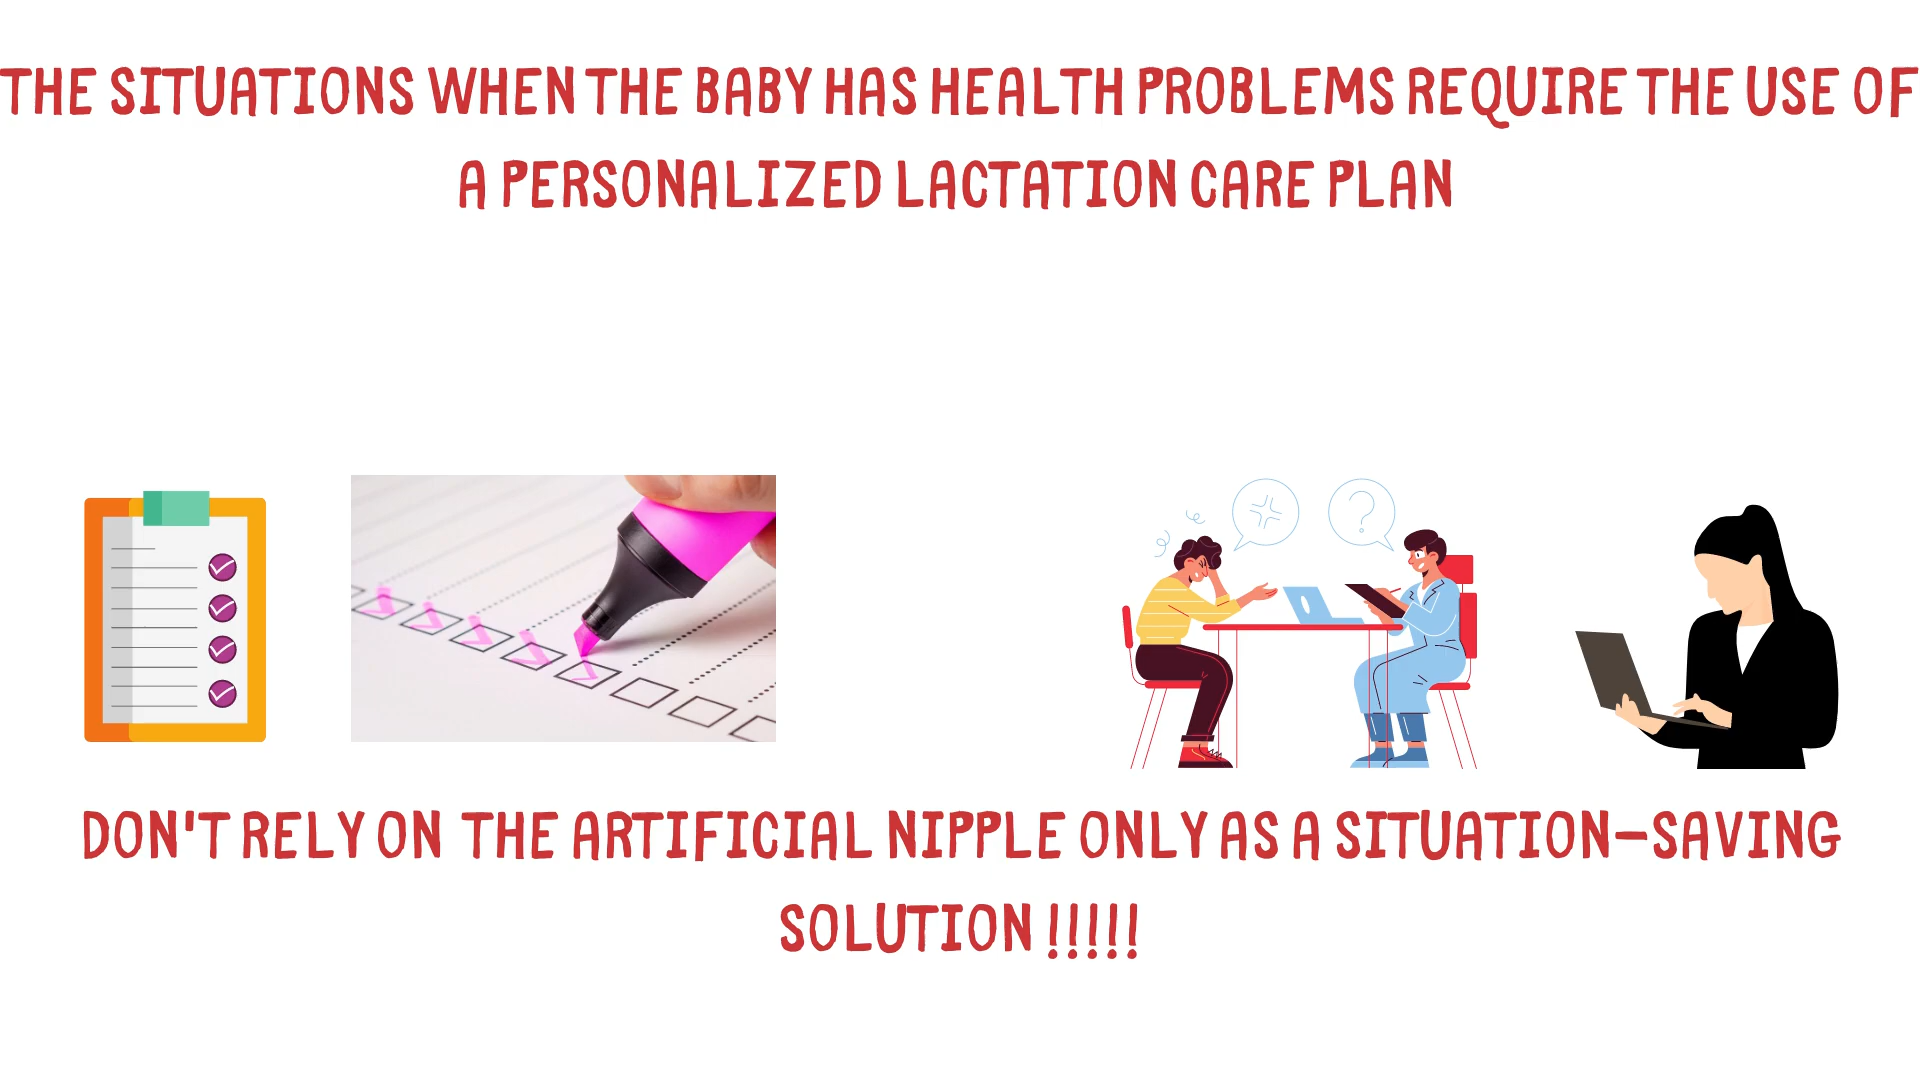 THE SITUATIONS WHEN THE BABY HAS HEALTH PROBLEMS REQUIRE THE USE OF
A PERSONALIZED LACTATION CARE PLAN
DON'T RELY ON THE ARTIFICIAL NIPPLE ONLY AS A SITUATION-SAVING
SOLUTION !!!!!